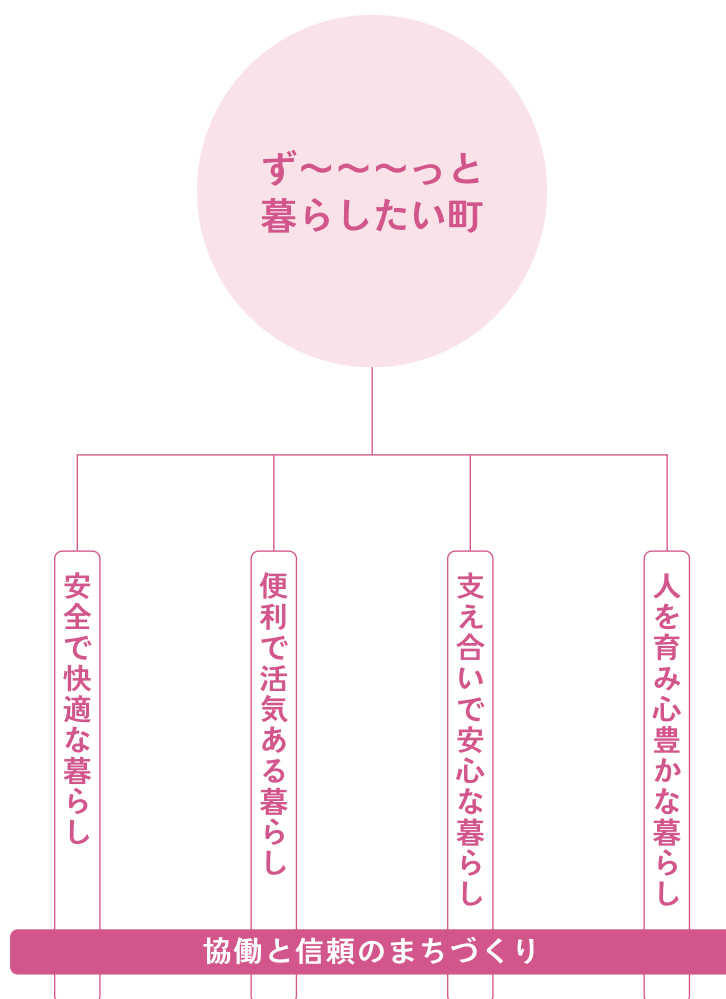 ず〜〜〜っと
暮らしたい町
安全で快適な暮らし
便利で活気ある暮らし
支え合いで安心な暮らし
人を育み心豊かな暮らし
協働と信頼のまちづくり